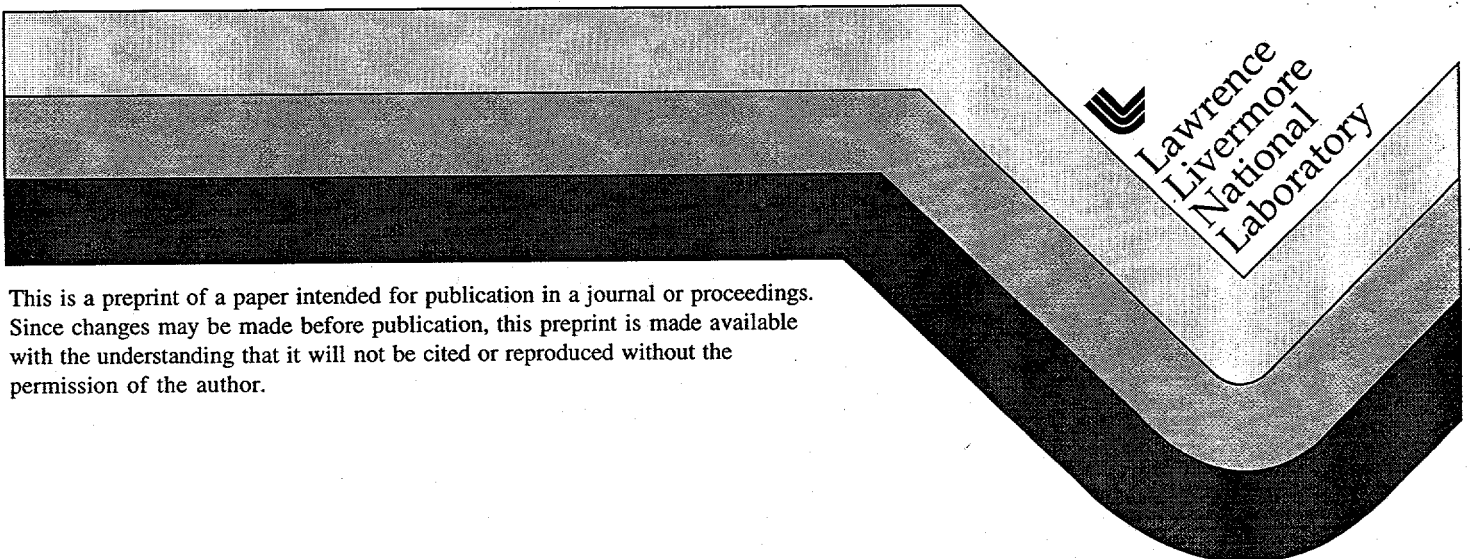 Lawrence
Livermore
National
Laboratory
This is a preprint of a paper intended for publication in a journal or proceedings.
Since changes may be made before publication, this preprint is made available
with the understanding that it will not be cited or reproduced without the
permission of the author.